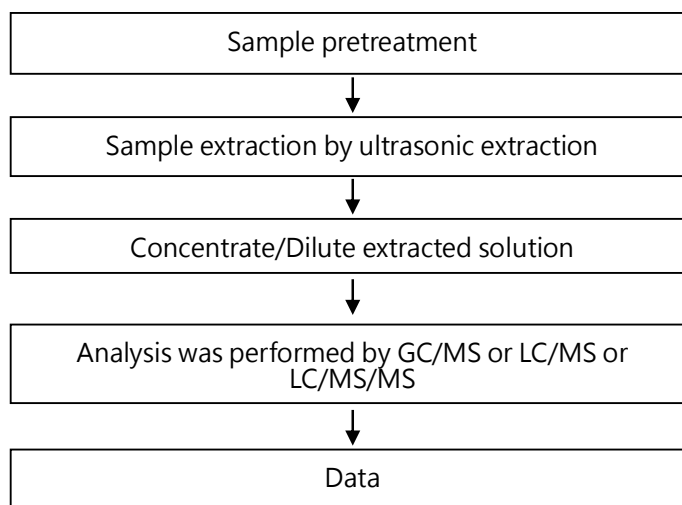 Sample pretreatment
Sample extraction by ultrasonic extraction
Concentrate/Dilute extracted solution
Analysis was performed by GC/MS or LC/MS or
LC/MS/MS
Data